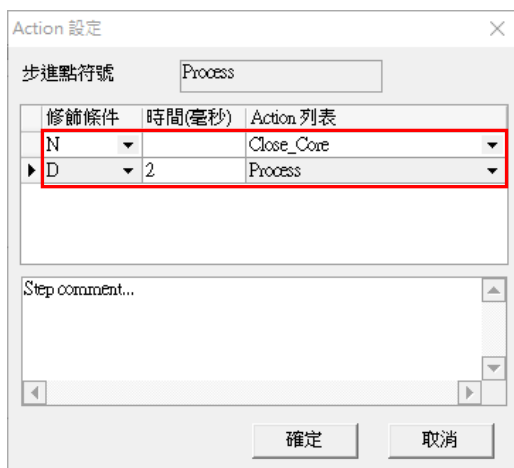 Action 設定
步進點符號 Process
修飾條件 時間(毫秒) Action 列表
N Close_Core
D 2 Process
Step comment...
確定 取消